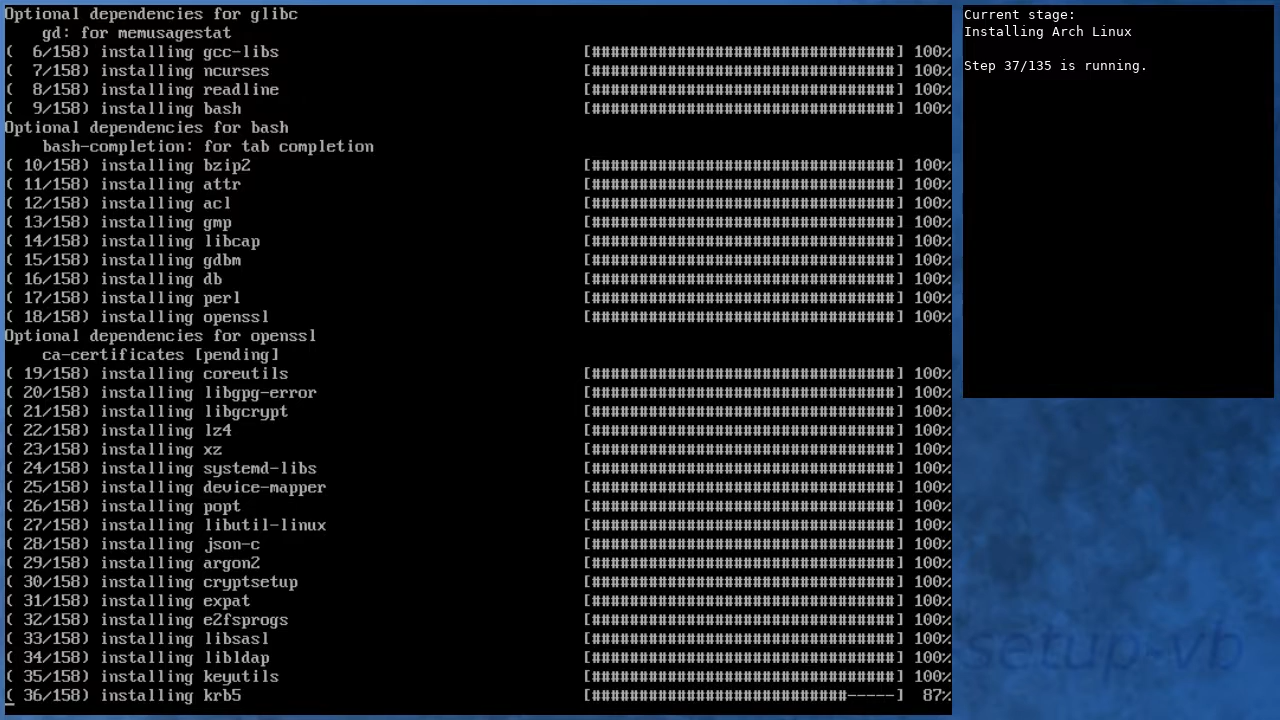 Optional dependencies for glibc
    gd: for memusagestat
(  6/158) installing gcc-libs [################################] 100%
(  7/158) installing ncurses [################################] 100%
(  8/158) installing readline [################################] 100%
(  9/158) installing bash [################################] 100%
Optional dependencies for bash
    bash-completion: for tab completion
( 10/158) installing bzip2 [################################] 100%
( 11/158) installing attr [################################] 100%
( 12/158) installing acl [################################] 100%
( 13/158) installing gmp [################################] 100%
( 14/158) installing libcap [################################] 100%
( 15/158) installing gdbm [################################] 100%
( 16/158) installing db [################################] 100%
( 17/158) installing perl [################################] 100%
( 18/158) installing openssl [################################] 100%
Optional dependencies for openssl
    ca-certificates [pending]
( 19/158) installing coreutils [################################] 100%
( 20/158) installing libgpg-error [################################] 100%
( 21/158) installing libgcrypt [################################] 100%
( 22/158) installing lz4 [################################] 100%
( 23/158) installing xz [################################] 100%
( 24/158) installing systemd-libs [################################] 100%
( 25/158) installing device-mapper [################################] 100%
( 26/158) installing popt [################################] 100%
( 27/158) installing libutil-linux [################################] 100%
( 28/158) installing json-c [################################] 100%
( 29/158) installing argon2 [################################] 100%
( 30/158) installing cryptsetup [################################] 100%
( 31/158) installing expat [################################] 100%
( 32/158) installing e2fsprogs [################################] 100%
( 33/158) installing libsasl [################################] 100%
( 34/158) installing libldap [################################] 100%
( 35/158) installing keyutils [################################] 100%
( 36/158) installing krb5 [###########################-----] 87%
Current stage:
Installing Arch Linux
Step 37/135 is running.
setup-vb